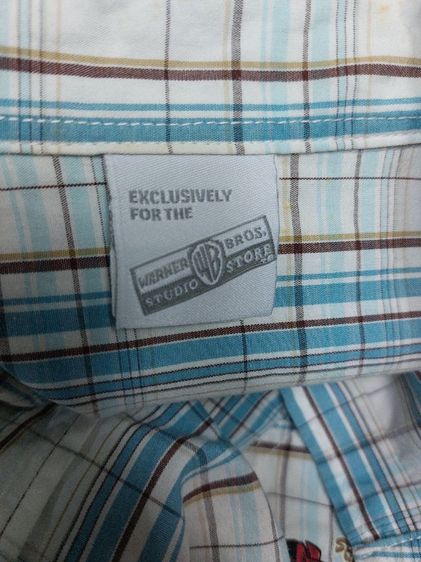 EXCLUSIVELY
FOR THE
WARNER WB BROS.
STUDIO STORE